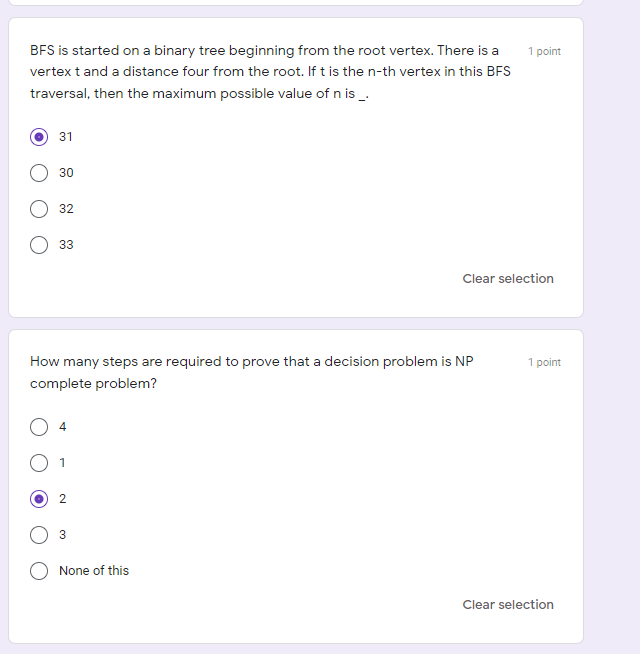 BFS is started on a binary tree beginning from the root vertex. There is a 1 point
vertex t and a distance four from the root. If t is the n-th vertex in this BFS
traversal, then the maximum possible value of n is _.
31
30
32
33
Clear selection
How many steps are required to prove that a decision problem is NP 1 point
complete problem?
4
1
2
3
None of this
Clear selection